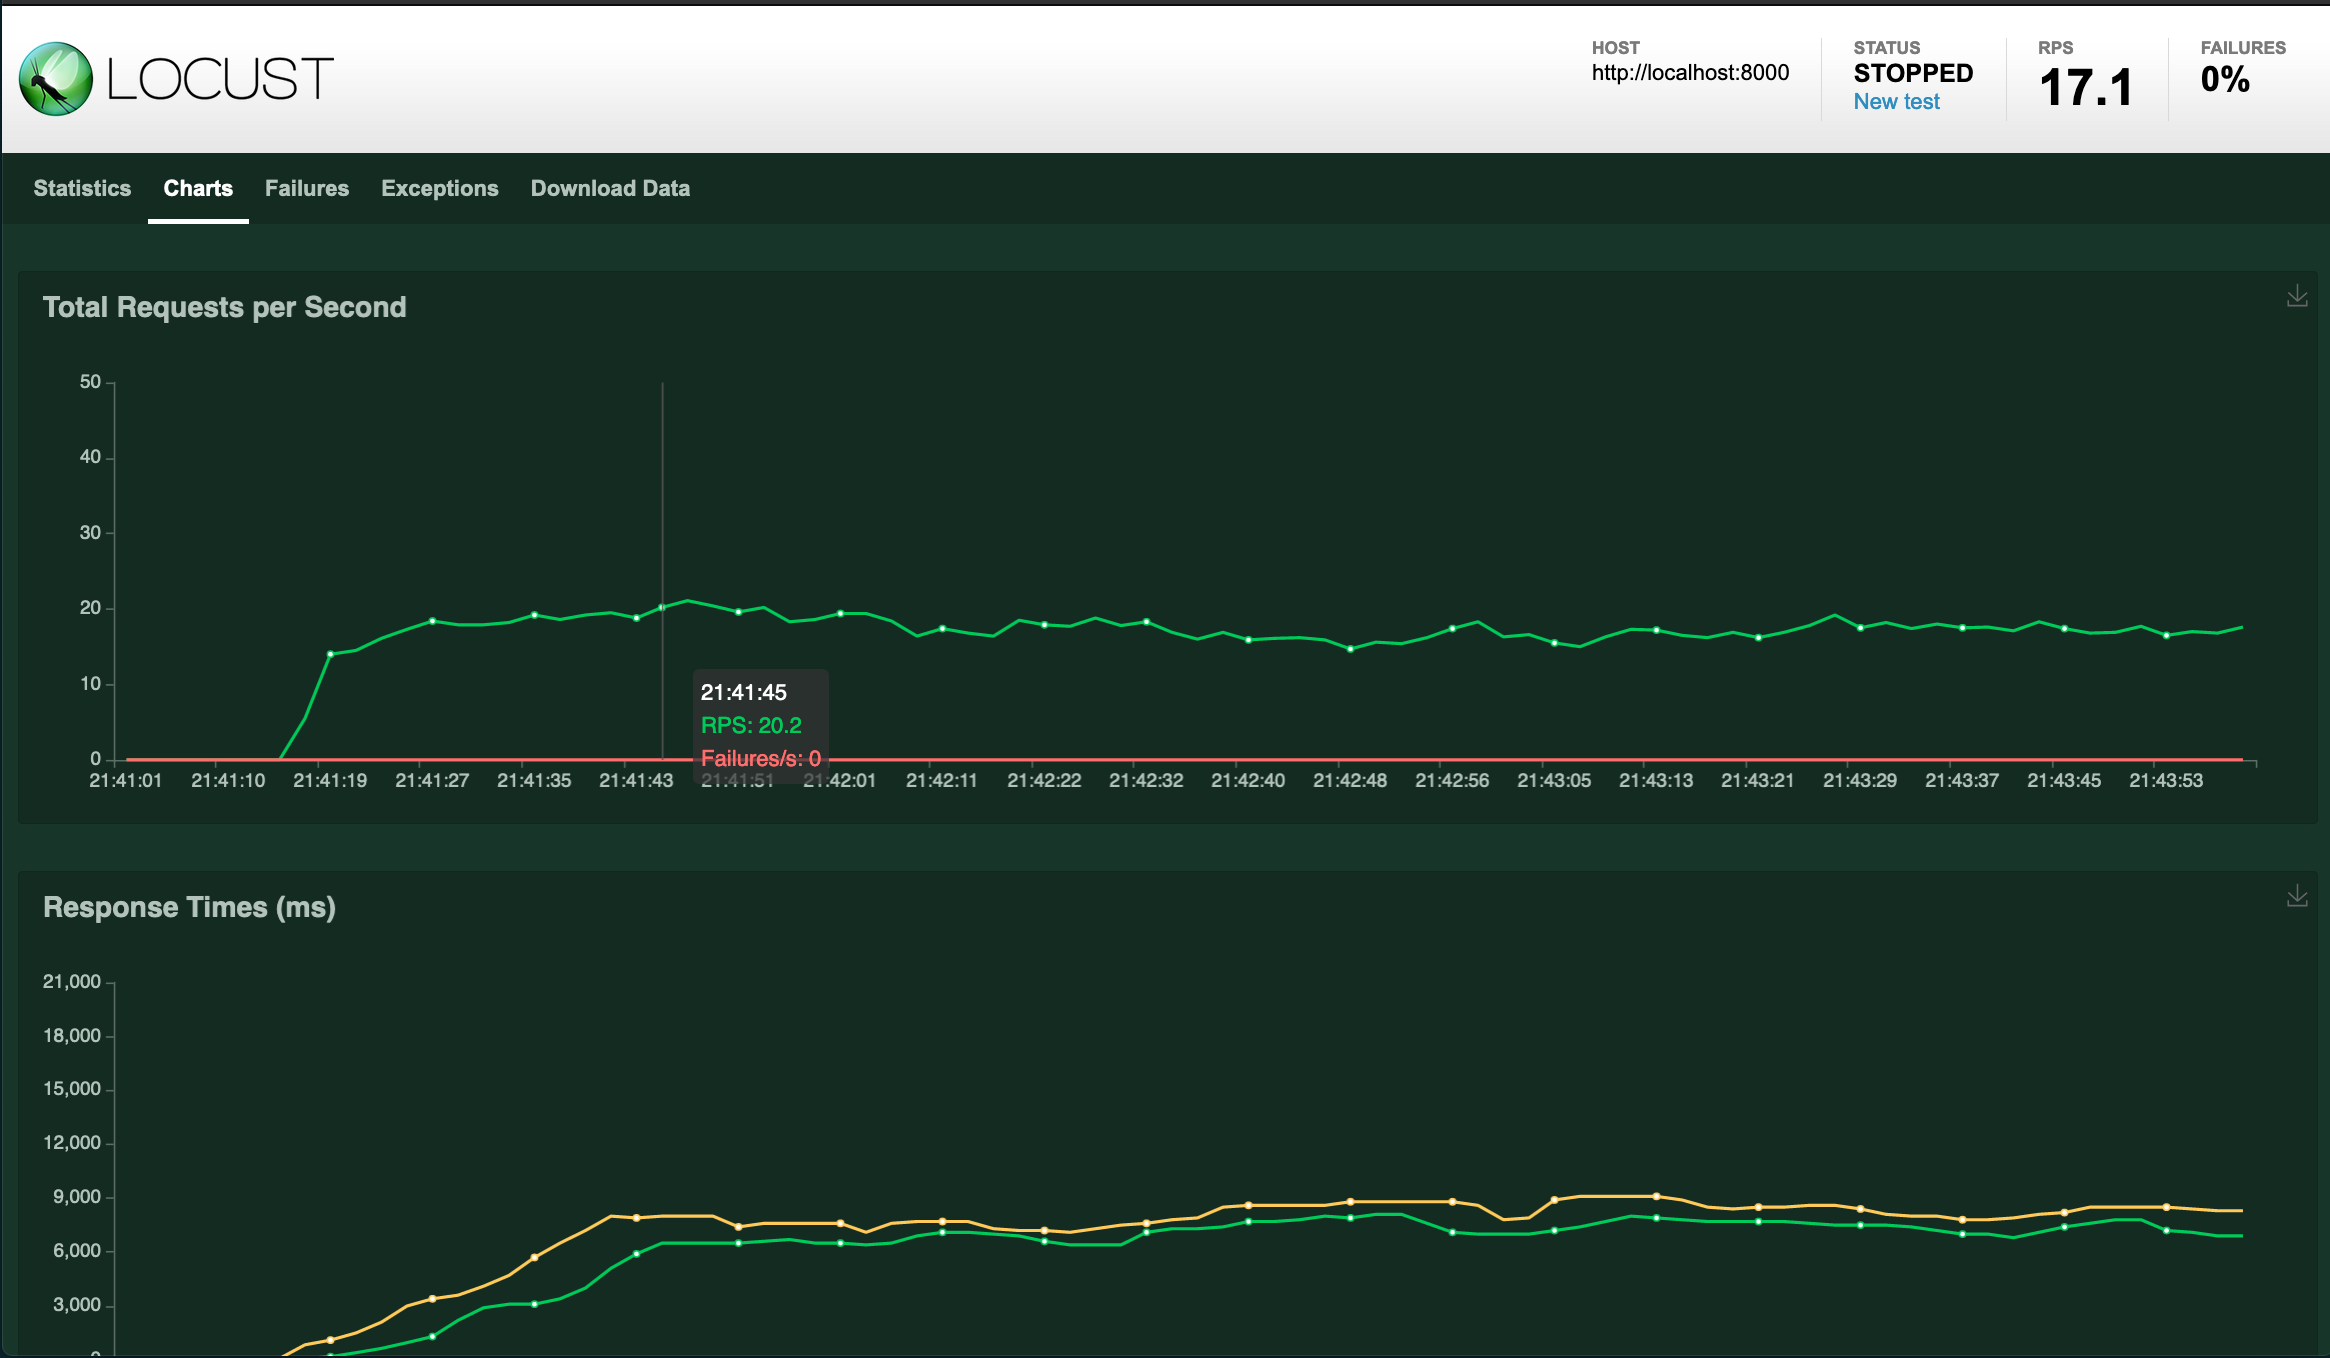 LOCUST
HOST
http://localhost:8000
STATUS
STOPPED
New test
RPS
17.1
FAILURES
0%
Statistics Charts Failures Exceptions Download Data
Total Requests per Second
50
40
30
20
10
0
21:41:45
RPS: 20.2
Failures/s: 0
21:41:01 21:41:10 21:41:19 21:41:27 21:41:35 21:41:43 21:41:51 21:42:01 21:42:11 21:42:22 21:42:32 21:42:40 21:42:48 21:42:56 21:43:05 21:43:13 21:43:21 21:43:29 21:43:37 21:43:45 21:43:53
Response Times (ms)
21,000
18,000
15,000
12,000
9,000
6,000
3,000
0